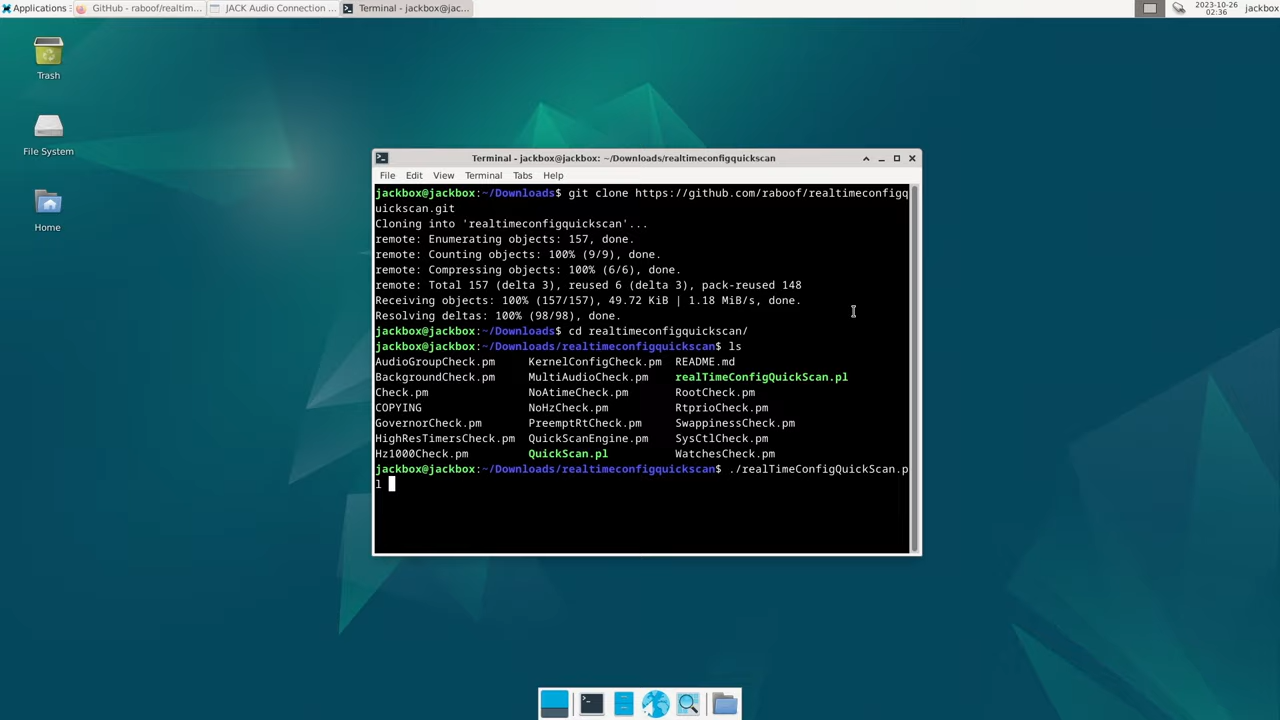 Applications
GitHub - raboof/realtim...
JACK Audio Connection ...
Terminal - jackbox@jac...
2023-10-26
02:36
jackbox
Trash
File System
Home
Terminal - jackbox@jackbox: ~/Downloads/realtimeconfigquickscan
File Edit View Terminal Tabs Help
jackbox@jackbox:~/Downloads$ git clone https://github.com/raboof/realtimeconfigq
uickscan.git
Cloning into 'realtimeconfigquickscan'...
remote: Enumerating objects: 157, done.
remote: Counting objects: 100% (9/9), done.
remote: Compressing objects: 100% (6/6), done.
remote: Total 157 (delta 3), reused 6 (delta 3), pack-reused 148
Receiving objects: 100% (157/157), 49.72 KiB | 1.18 MiB/s, done.
Resolving deltas: 100% (98/98), done.
jackbox@jackbox:~/Downloads$ cd realtimeconfigquickscan/
jackbox@jackbox:~/Downloads/realtimeconfigquickscan$ ls
AudioGroupCheck.pm KernelConfigCheck.pm README.md
BackgroundCheck.pm MultiAudioCheck.pm realTimeConfigQuickScan.pl
Check.pm NoAtimeCheck.pm RootCheck.pm
COPYING NoHzCheck.pm RtprioCheck.pm
GovernorCheck.pm PreemptRtCheck.pm SwappinessCheck.pm
HighResTimersCheck.pm QuickScanEngine.pm SysCtlCheck.pm
Hz1000Check.pm QuickScan.pl WatchesCheck.pm
jackbox@jackbox:~/Downloads/realtimeconfigquickscan$ ./realTimeConfigQuickScan.p
l